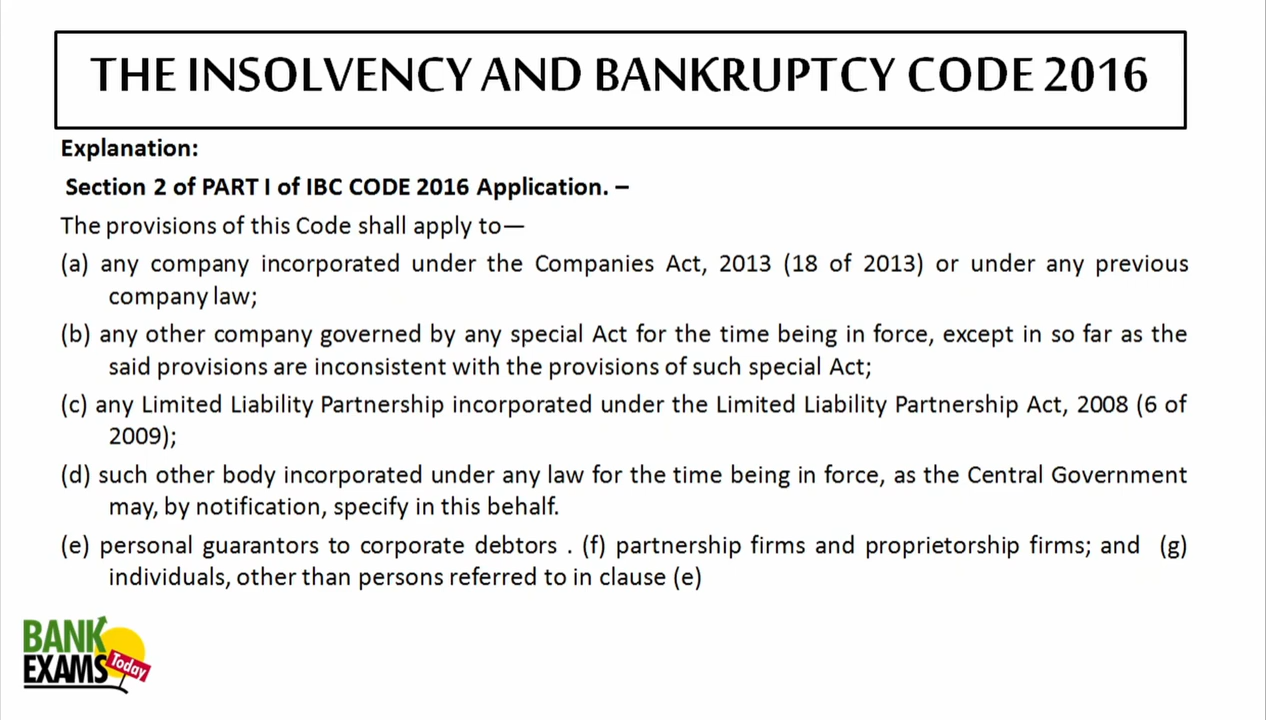 THE INSOLVENCY AND BANKRUPTCY CODE 2016
Explanation:
Section 2 of PART I of IBC CODE 2016 Application. –
The provisions of this Code shall apply to—
(a) any company incorporated under the Companies Act, 2013 (18 of 2013) or under any previous
company law;
(b) any other company governed by any special Act for the time being in force, except in so far as the
said provisions are inconsistent with the provisions of such special Act;
(c) any Limited Liability Partnership incorporated under the Limited Liability Partnership Act, 2008 (6 of
2009);
(d) such other body incorporated under any law for the time being in force, as the Central Government
may, by notification, specify in this behalf.
(e) personal guarantors to corporate debtors . (f) partnership firms and proprietorship firms; and (g)
individuals, other than persons referred to in clause (e)
BANK
EXAMS
Today